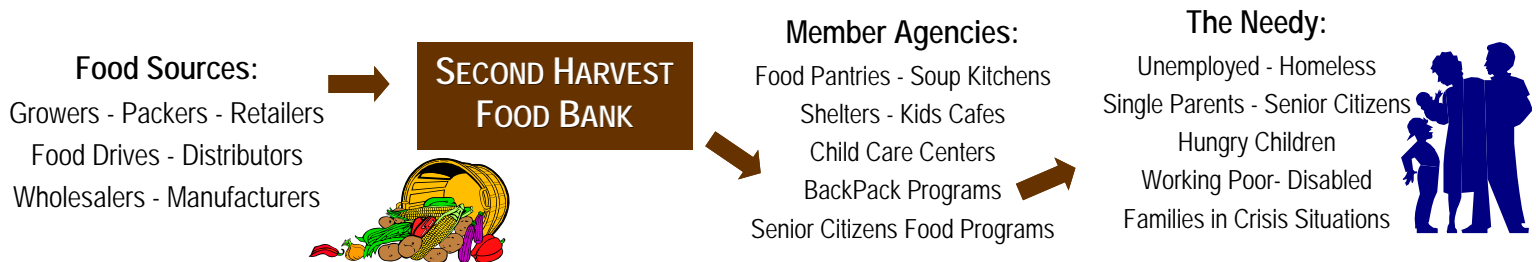 Food Sources:
Growers - Packers - Retailers
Food Drives - Distributors
Wholesalers - Manufacturers
SECOND HARVEST
FOOD BANK
Member Agencies:
Food Pantries - Soup Kitchens
Shelters - Kids Cafes
Child Care Centers
BackPack Programs
Senior Citizens Food Programs
The Needy:
Unemployed - Homeless
Single Parents - Senior Citizens
Hungry Children
Working Poor- Disabled
Families in Crisis Situations